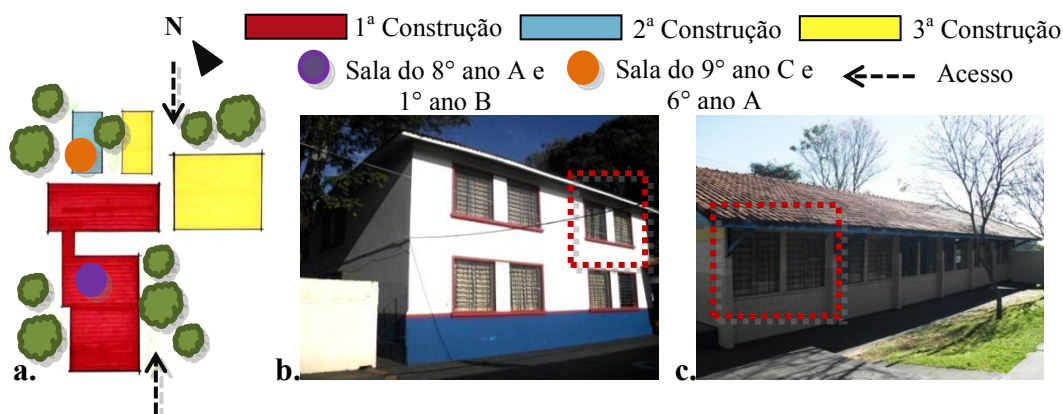 N
1ª Construção
2ª Construção
3ª Construção
Sala do 8° ano A e
1° ano B
Sala do 9° ano C e
6° ano A
Acesso
a.
b.
c.